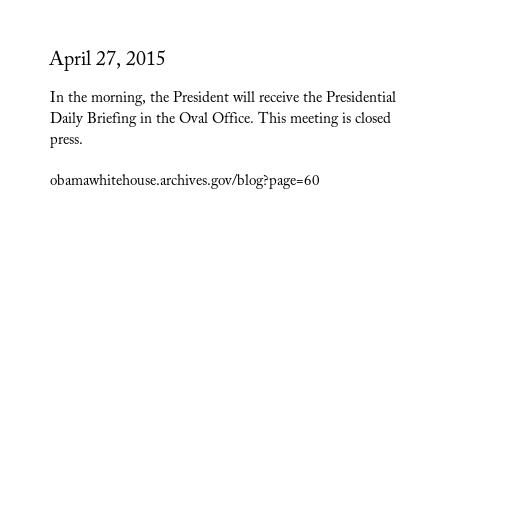 April 27, 2015
In the morning, the President will receive the Presidential
Daily Briefing in the Oval Office. This meeting is closed
press.
obamawhitehouse.archives.gov/blog?page=60